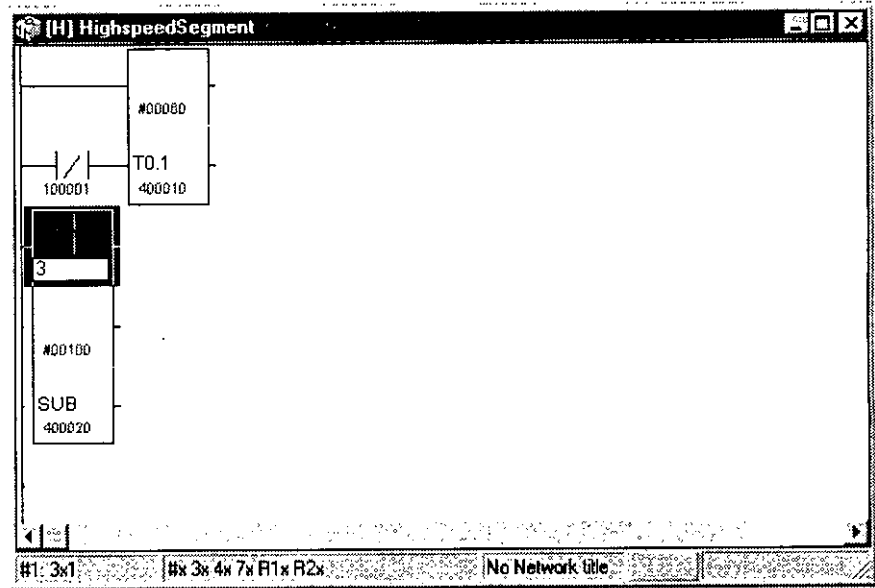 [H] HighspeedSegment
#00080
T0.1
100001
400010
3
#00100
SUB
400020
#1: 3x1
#x 3x 4x 7x R1x R2x
No Network title